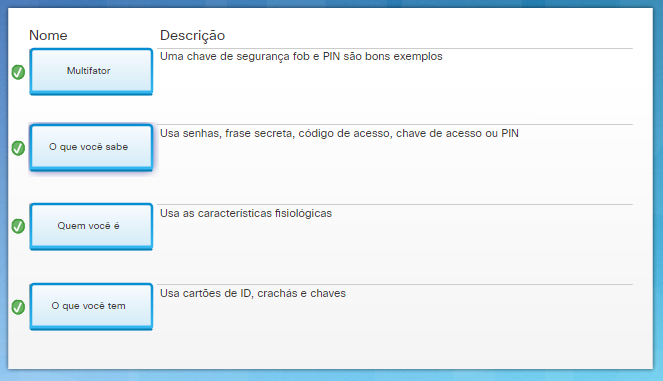 Nome Descrição
Multifator Uma chave de segurança fob e PIN são bons exemplos
O que você sabe Usa senhas, frase secreta, código de acesso, chave de acesso ou PIN
Quem você é Usa as características fisiológicas
O que você tem Usa cartões de ID, crachás e chaves